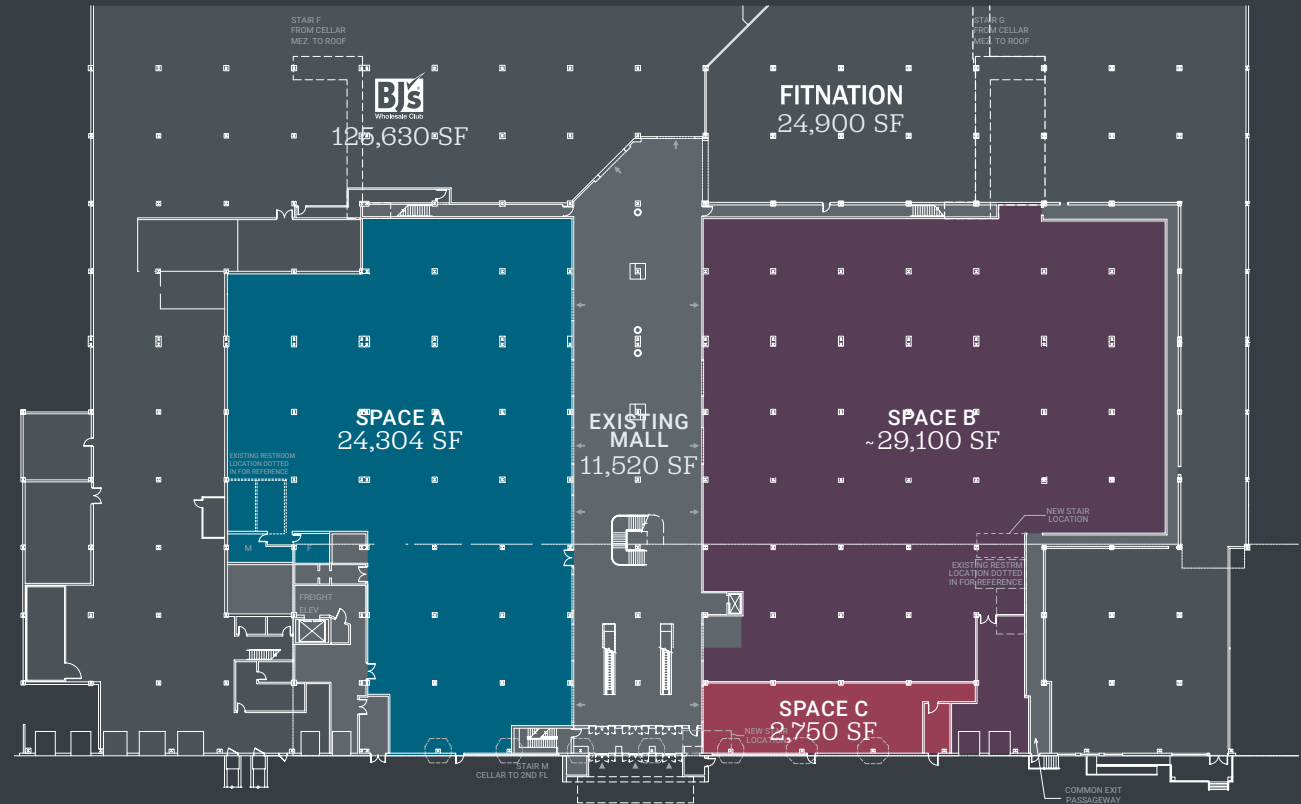 STAIR F
FROM CELLAR
MEZ. TO ROOF
STAIR G
FROM CELLAR
MEZ. TO ROOF
BJ's
Wholesale Club
125,630 SF
FITNATION
24,900 SF
SPACE A
24,304 SF
EXISTING
MALL
11,520 SF
SPACE B
~29,100 SF
EXISTING RESTROOM
LOCATION DOTTED
IN FOR REFERENCE
NEW STAIR
LOCATION
M
F
EXISTING RESTRM
LOCATION DOTTED
IN FOR REFERENCE
FREIGHT
ELEV
SPACE C
2,750 SF
NEW STAIR
LOCATION
STAIR M
CELLAR TO 2ND FL
COMMON EXIT
PASSAGEWAY